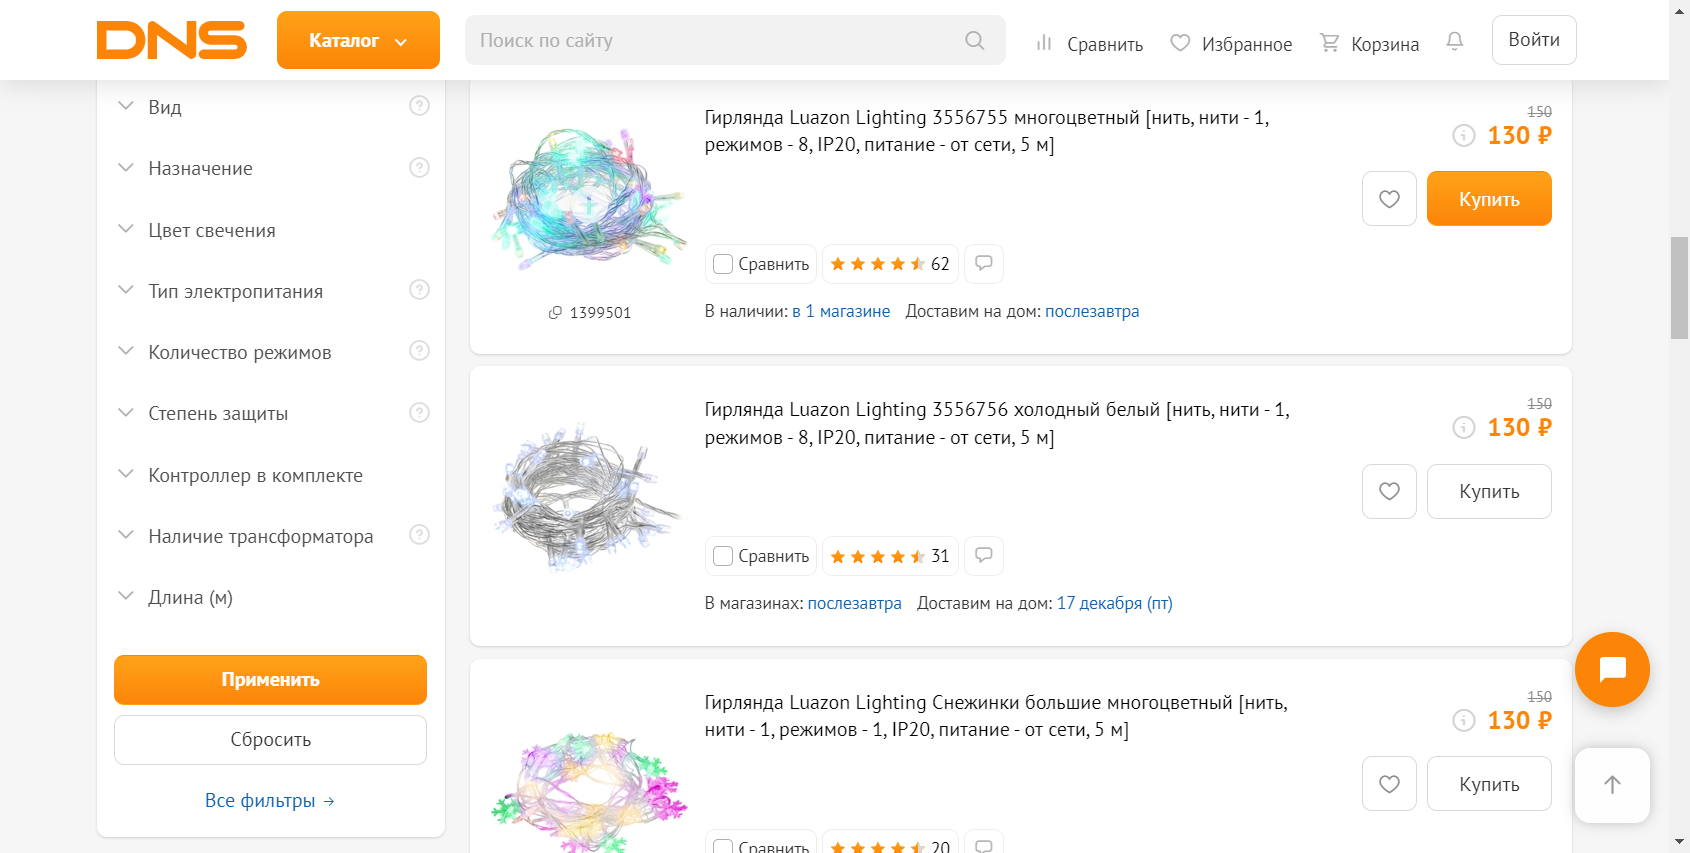 DNS
Каталог
Поиск по сайту
Сравнить
Избранное
Корзина
Войти
Вид
Назначение
Цвет свечения
Тип электропитания
Количество режимов
Степень защиты
Контроллер в комплекте
Наличие трансформатора
Длина (м)
Применить
Сбросить
Все фильтры →
Гирлянда Luazon Lighting 3556755 многоцветный [нить, нити - 1,
режимов - 8, IP20, питание - от сети, 5 м]
150
130 ₽
Купить
Сравнить
62
1399501
В наличии: в 1 магазине Доставим на дом: послезавтра
Гирлянда Luazon Lighting 3556756 холодный белый [нить, нити - 1,
режимов - 8, IP20, питание - от сети, 5 м]
150
130 ₽
Купить
Сравнить
31
В магазинах: послезавтра Доставим на дом: 17 декабря (пт)
Гирлянда Luazon Lighting Снежинки большие многоцветный [нить,
нити - 1, режимов - 1, IP20, питание - от сети, 5 м]
150
130 ₽
Купить
Сравнить
20